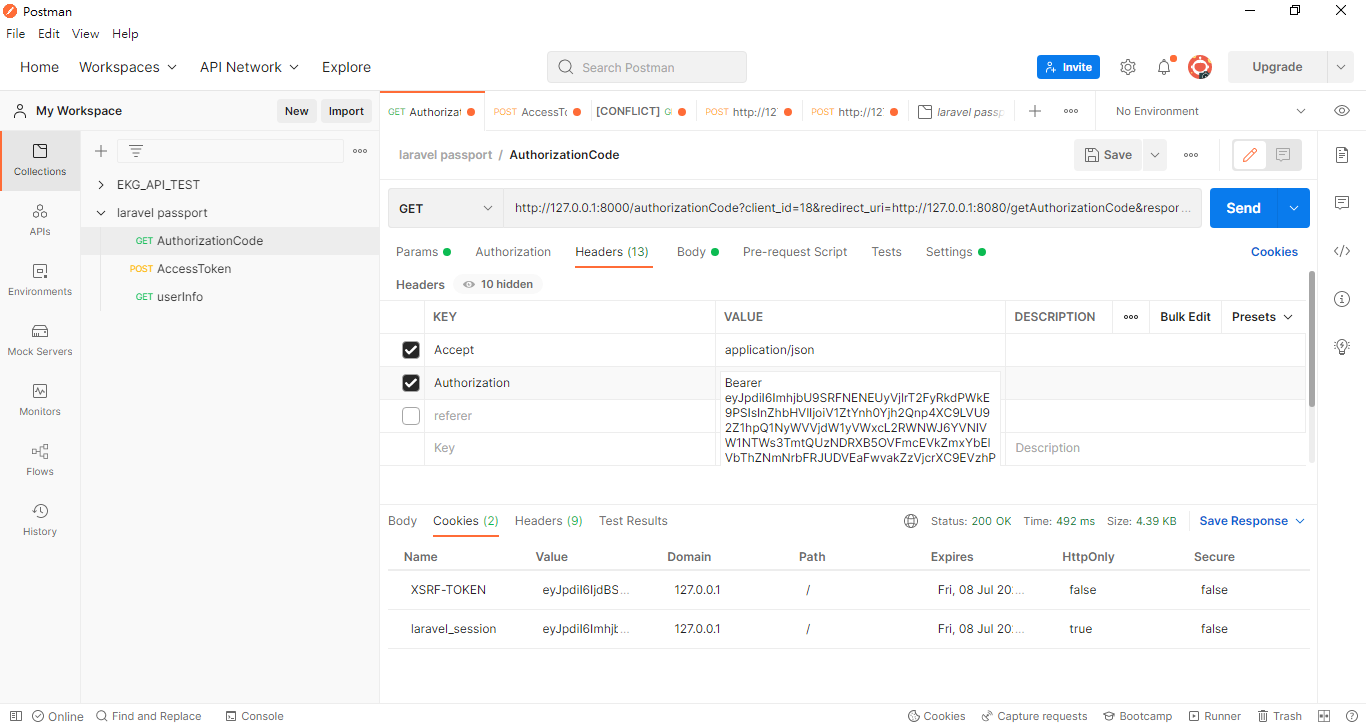 Postman
File Edit View Help
Home Workspaces API Network Explore
Search Postman
Invite
Upgrade
My Workspace
New Import
GET Authorizat
POST AccessTo
[CONFLICT] G
POST http://12
POST http://12
laravel passp
No Environment
Collections
APIs
Environments
Mock Servers
Monitors
Flows
History
EKG_API_TEST
laravel passport
GET AuthorizationCode
POST AccessToken
GET userInfo
laravel passport / AuthorizationCode
Save
GET
http://127.0.0.1:8000/authorizationCode?client_id=18&redirect_uri=http://127.0.0.1:8080/getAuthorizationCode&respor ...
Send
Params Authorization Headers (13) Body Pre-request Script Tests Settings Cookies
Headers 10 hidden
KEY VALUE DESCRIPTION Bulk Edit Presets
Accept application/json
Authorization
Bearer
referer
Key
Description
Body Cookies (2) Headers (9) Test Results
Status: 200 OK Time: 492 ms Size: 4.39 KB Save Response
Name Value Domain Path Expires HttpOnly Secure
XSRF-TOKEN eyJpdiI6IjdBS... 127.0.0.1 / Fri, 08 Jul 20:... false false
laravel_session eyJpdiI6Imhjb... 127.0.0.1 / Fri, 08 Jul 20:... true false
Online Find and Replace Console
Cookies Capture requests Bootcamp Runner Trash